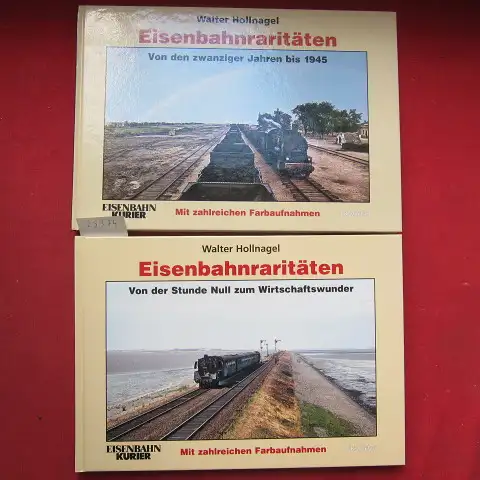 Walter Hollnagel
Eisenbahnraritäten
Von den zwanziger Jahren bis 1945
EISENBAHN
KURIER
Mit zahlreichen Farbaufnahmen
Walter Hollnagel
Eisenbahnraritäten
Von der Stunde Null zum Wirtschaftswunder
EISENBAHN
KURIER
Mit zahlreichen Farbaufnahmen